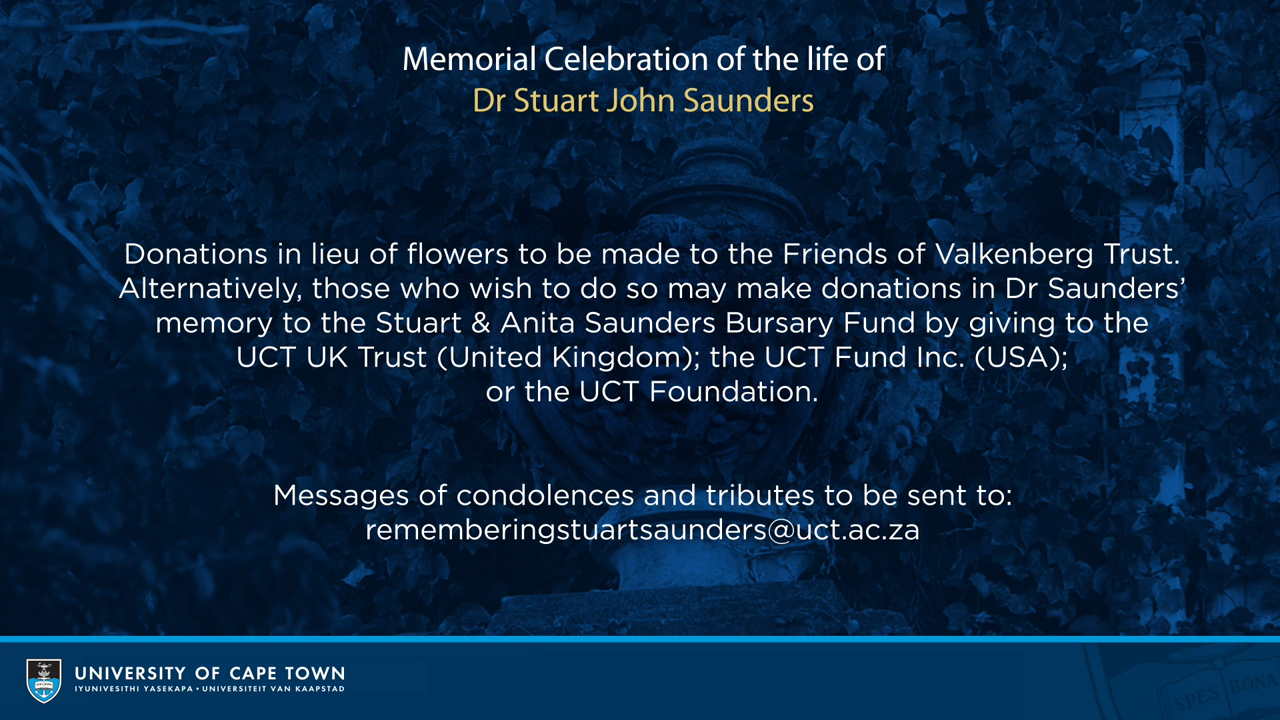 Memorial Celebration of the life of
Dr Stuart John Saunders
Donations in lieu of flowers to be made to the Friends of Valkenberg Trust.
Alternatively, those who wish to do so may make donations in Dr Saunders’
memory to the Stuart & Anita Saunders Bursary Fund by giving to the
UCT UK Trust (United Kingdom); the UCT Fund Inc. (USA);
or the UCT Foundation.
Messages of condolences and tributes to be sent to:
rememberingstuartsaunders@uct.ac.za
UNIVERSITY OF CAPE TOWN
IYUNIVESITHI YASEKAPA • UNIVERSITEIT VAN KAAPSTAD
SPES BONA